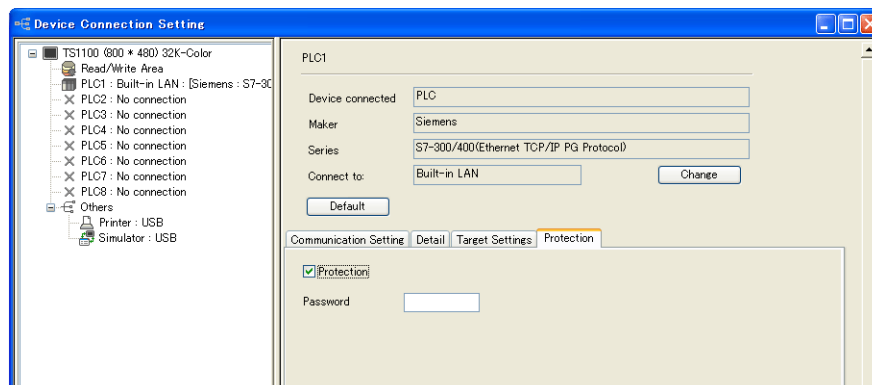 Device Connection Setting
TS1100 (800 * 480) 32K-Color
Read/Write Area
PLC1 : Built-in LAN : [Siemens : S7-30
PLC2 : No connection
PLC3 : No connection
PLC4 : No connection
PLC5 : No connection
PLC6 : No connection
PLC7 : No connection
PLC8 : No connection
Others
Printer : USB
Simulator : USB
PLC1
Device connected PLC
Maker Siemens
Series S7-300/400(Ethernet TCP/IP PG Protocol)
Connect to: Built-in LAN Change
Default
Communication Setting Detail Target Settings Protection
Protection
Password